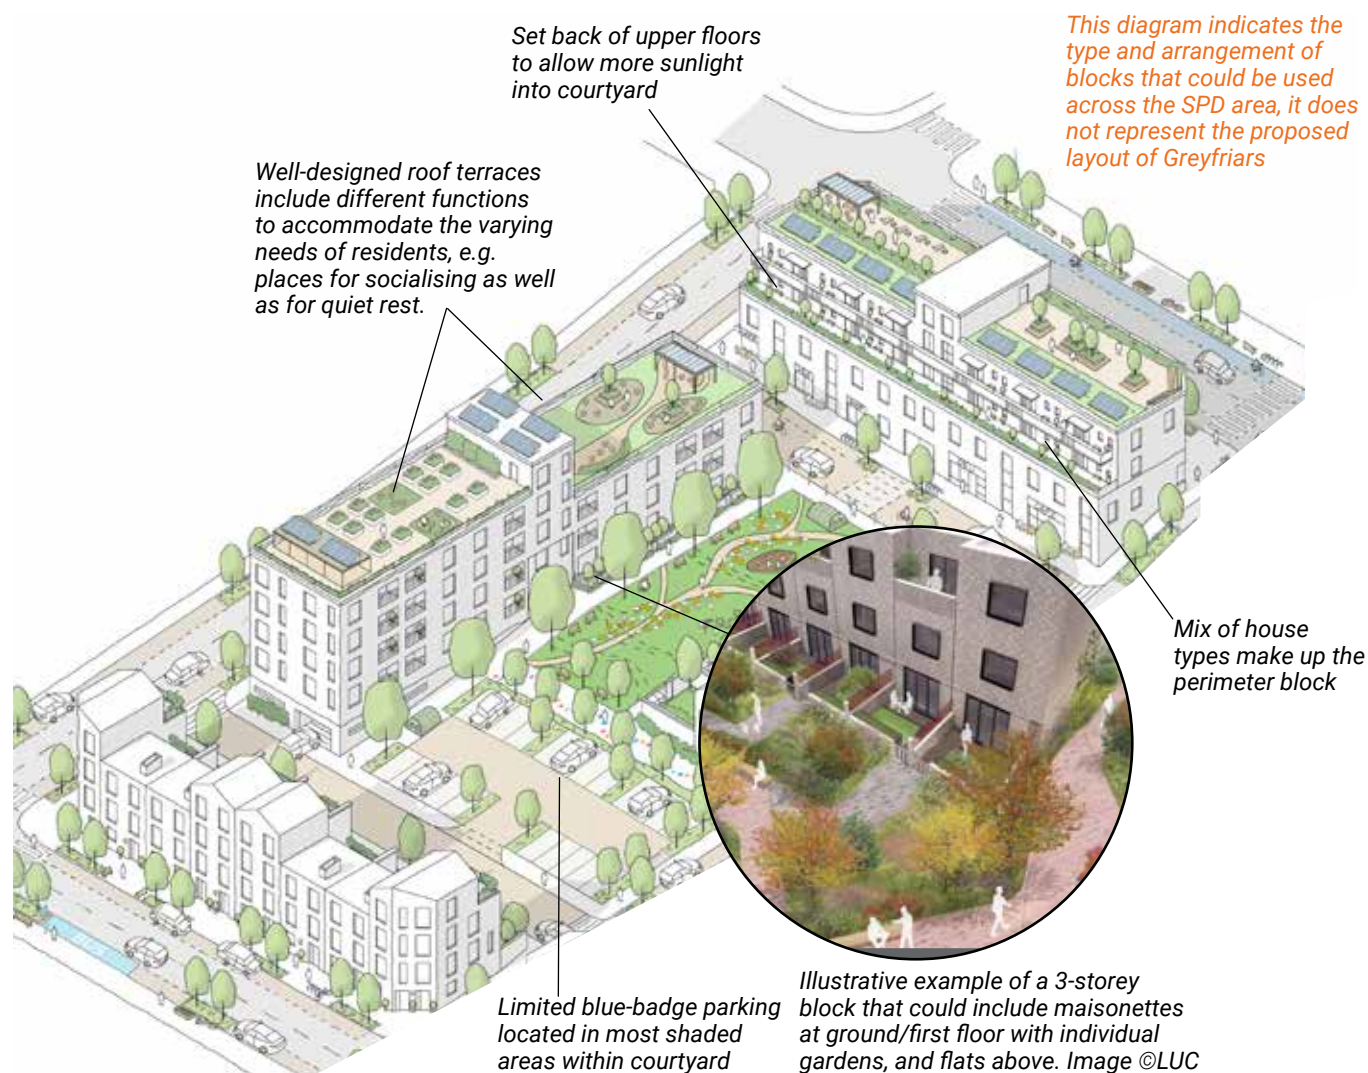 Set back of upper floors
to allow more sunlight
into courtyard
This diagram indicates the
type and arrangement of
blocks that could be used
across the SPD area, it does
not represent the proposed
layout of Greyfriars
Well-designed roof terraces
include different functions
to accommodate the varying
needs of residents, e.g.
places for socialising as well
as for quiet rest.
Mix of house
types make up the
perimeter block
Limited blue-badge parking
located in most shaded
areas within courtyard
Illustrative example of a 3-storey
block that could include maisonettes
at ground/first floor with individual
gardens, and flats above. Image ©LUC